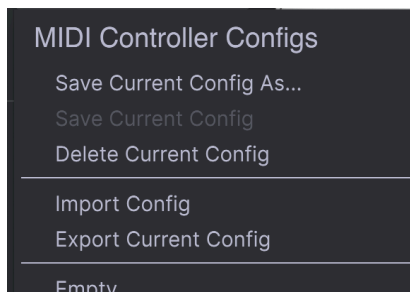 MIDI Controller Configs
Save Current Config As...
Save Current Config
Delete Current Config
Import Config
Export Current Config
Empty